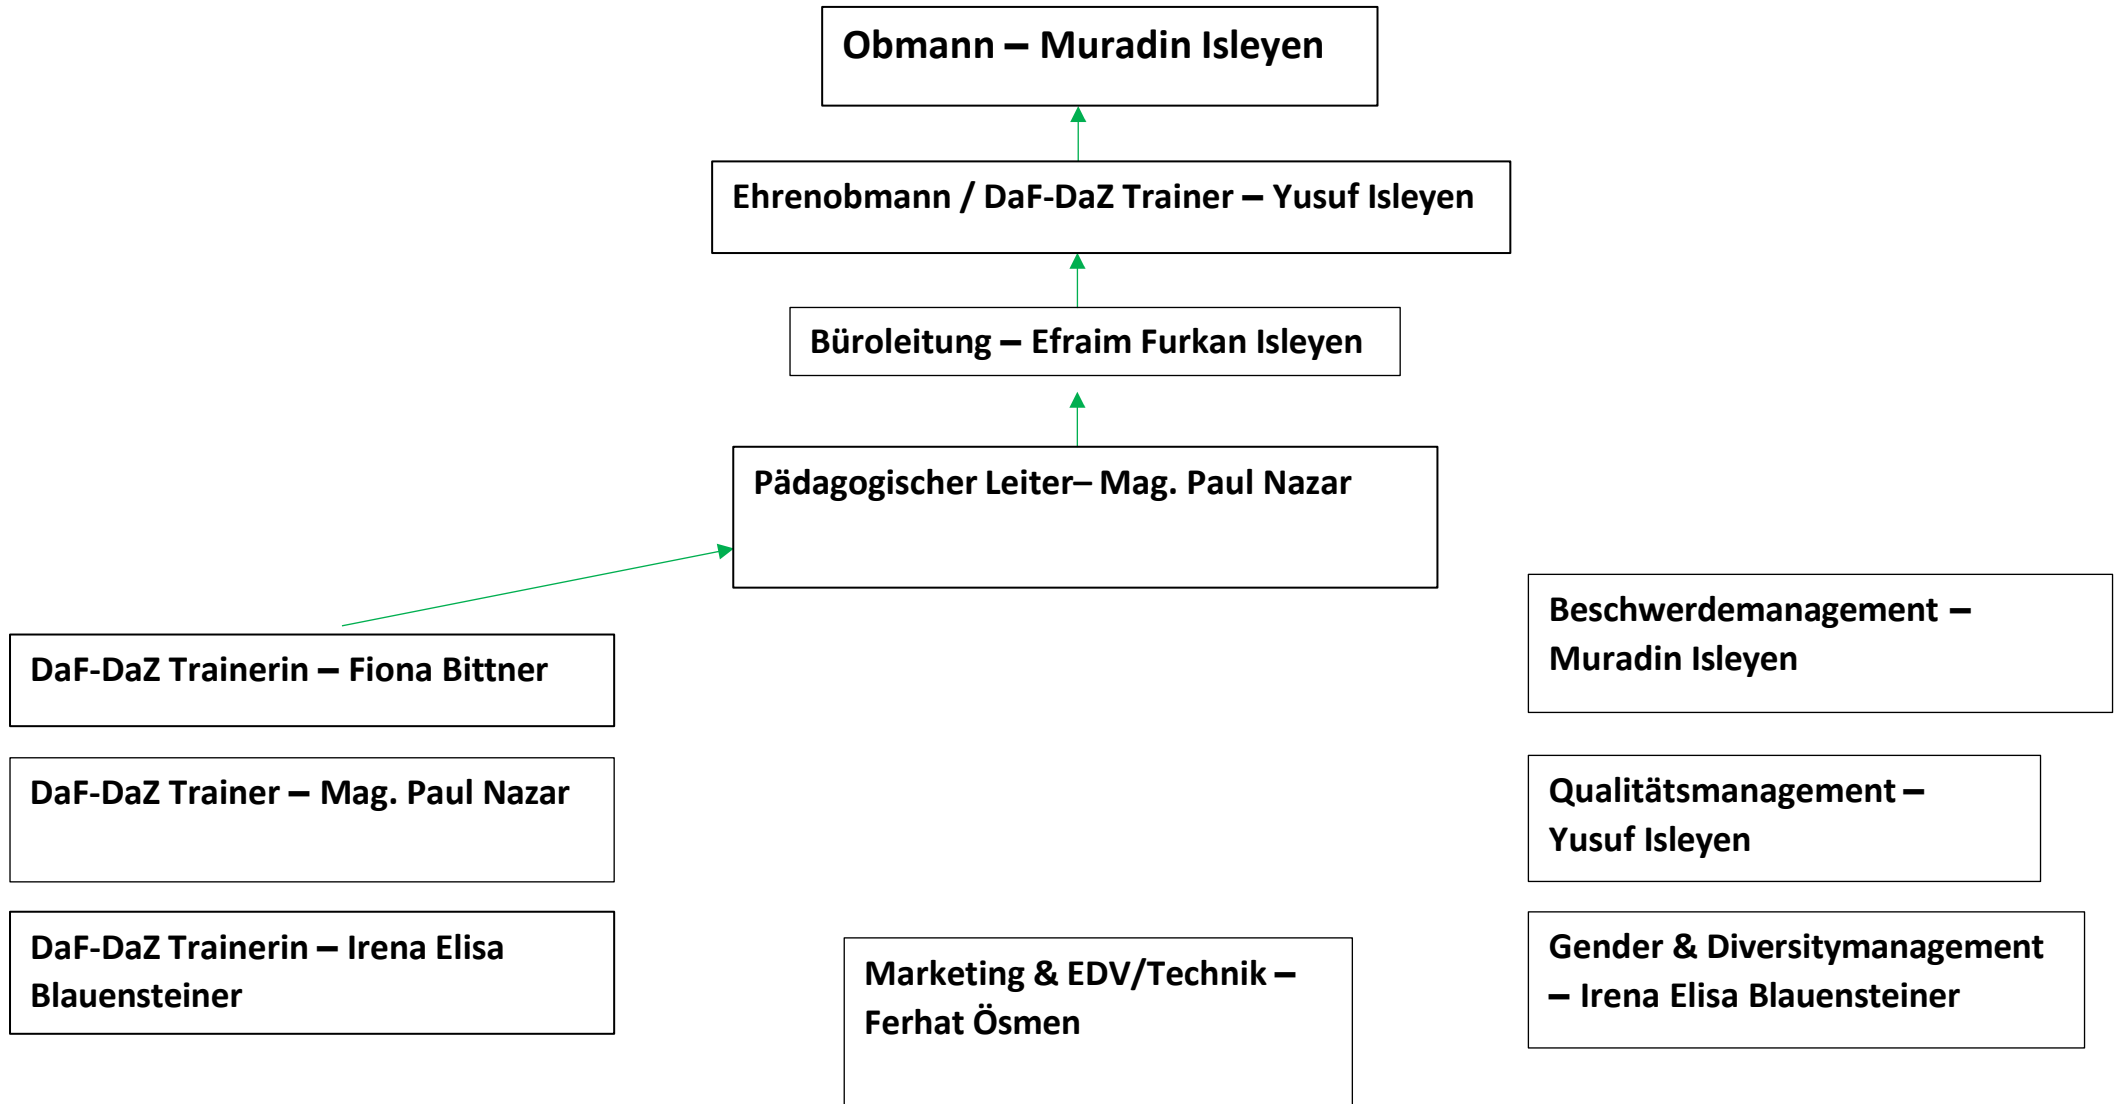 Obmann – Muradin Isleyen
Ehrenobmann / DaF-DaZ Trainer – Yusuf Isleyen
Büroleitung – Efraim Furkan Isleyen
Pädagogischer Leiter– Mag. Paul Nazar
DaF-DaZ Trainerin – Fiona Bittner
DaF-DaZ Trainer – Mag. Paul Nazar
DaF-DaZ Trainerin – Irena Elisa
Blauensteiner
Marketing & EDV/Technik –
Ferhat Ösmen
Beschwerdemanagement –
Muradin Isleyen
Qualitätsmanagement –
Yusuf Isleyen
Gender & Diversitymanagement
– Irena Elisa Blauensteiner